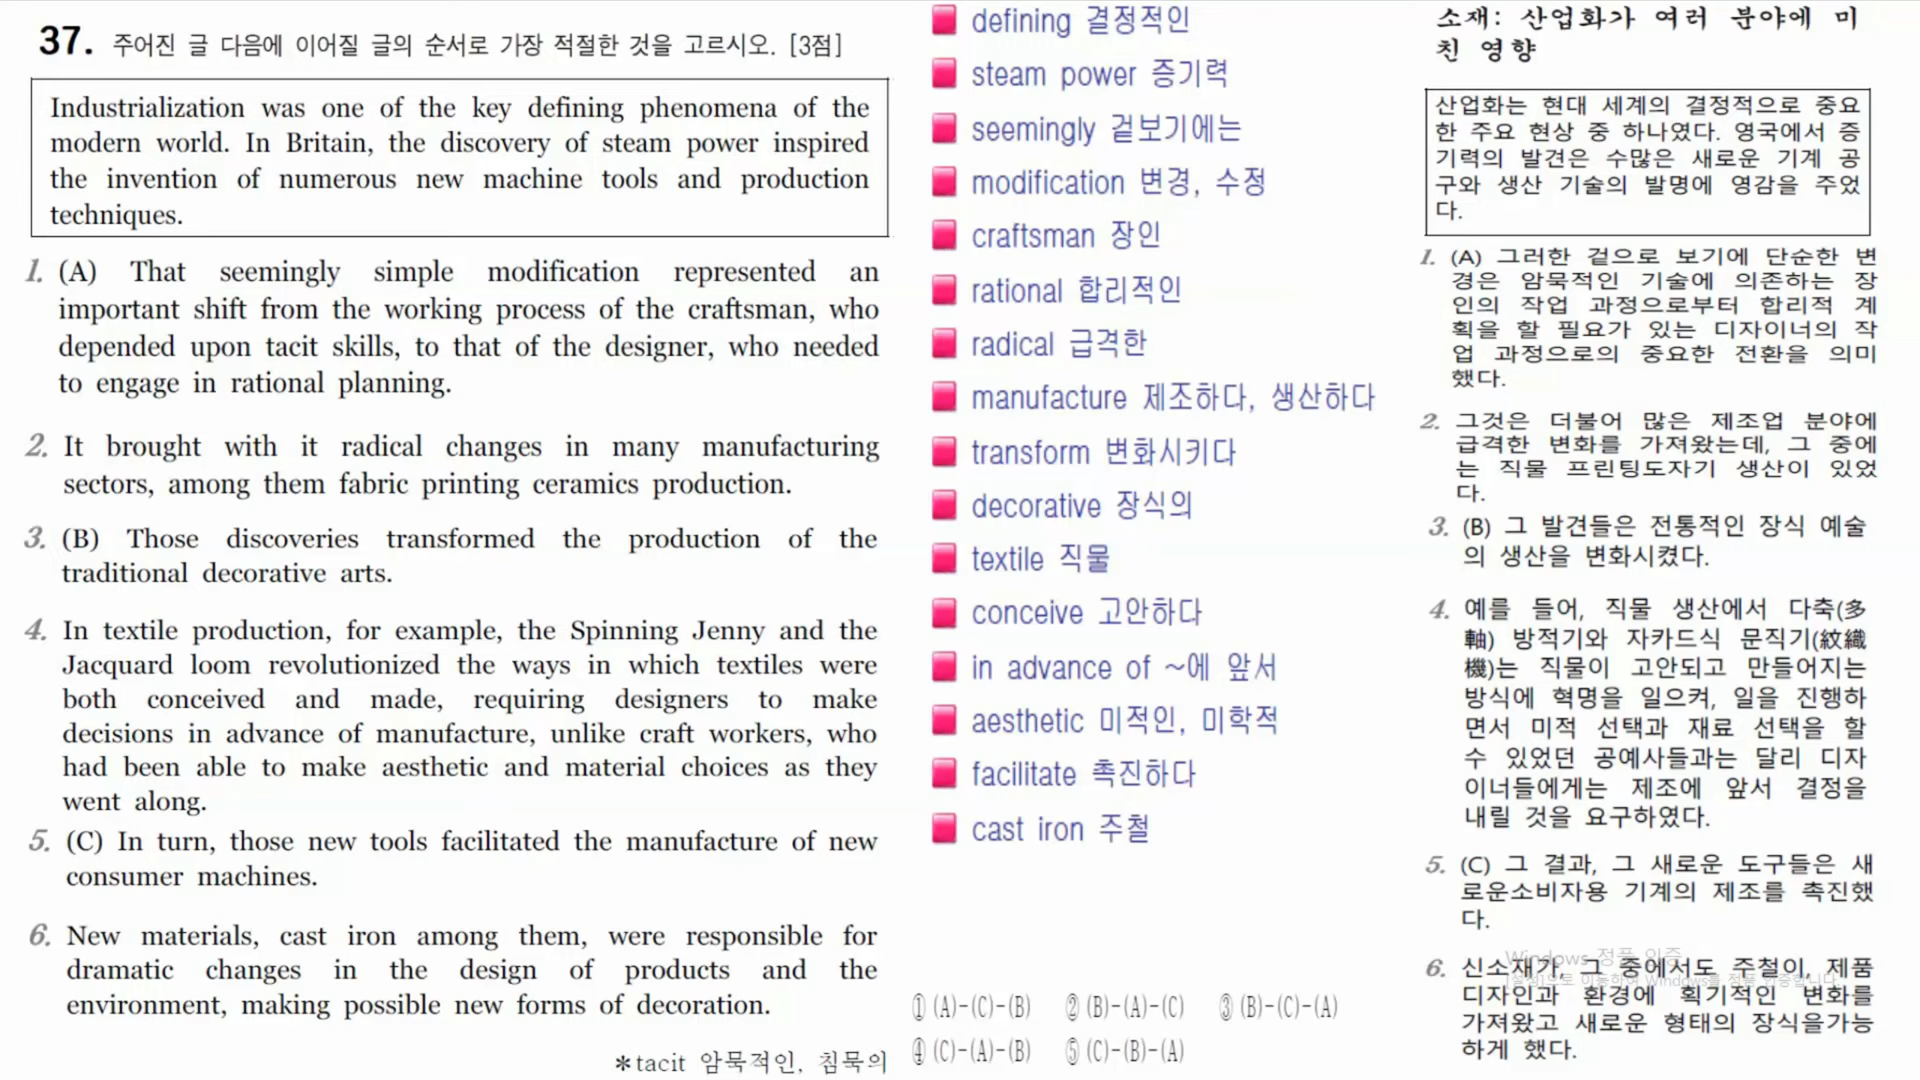 37. 주어진 글 다음에 이어질 글의 순서로 가장 적절한 것을 고르시오. [3점]
Industrialization was one of the key defining phenomena of the
modern world. In Britain, the discovery of steam power inspired
the invention of numerous new machine tools and production
techniques.
1. (A) That seemingly simple modification represented an
important shift from the working process of the craftsman, who
depended upon tacit skills, to that of the designer, who needed
to engage in rational planning.
2. It brought with it radical changes in many manufacturing
sectors, among them fabric printing ceramics production.
3. (B) Those discoveries transformed the production of the
traditional decorative arts.
4. In textile production, for example, the Spinning Jenny and the
Jacquard loom revolutionized the ways in which textiles were
both conceived and made, requiring designers to make
decisions in advance of manufacture, unlike craft workers, who
had been able to make aesthetic and material choices as they
went along.
5. (C) In turn, those new tools facilitated the manufacture of new
consumer machines.
6. New materials, cast iron among them, were responsible for
dramatic changes in the design of products and the
environment, making possible new forms of decoration.
*tacit 암묵적인, 침묵의
defining 결정적인
steam power 증기력
seemingly 겉보기에는
modification 변경, 수정
craftsman 장인
rational 합리적인
radical 급격한
manufacture 제조하다, 생산하다
transform 변화시키다
decorative 장식의
textile 직물
conceive 고안하다
in advance of ~에 앞서
aesthetic 미적인, 미학적
facilitate 촉진하다
cast iron 주철
① (A)-(C)-(B) ② (B)-(A)-(C) ③ (B)-(C)-(A)
④ (C)-(A)-(B) ⑤ (C)-(B)-(A)
소재: 산업화가 여러 분야에 미
친 영향
산업화는 현대 세계의 결정적으로 중요
한 주요 현상 중 하나였다. 영국에서 증
기력의 발견은 수많은 새로운 기계 공
구와 생산 기술의 발명에 영감을 주었
다.
1. (A) 그러한 겉으로 보기에 단순한 변
경은 암묵적인 기술에 의존하는 장
인의 작업 과정으로부터 합리적 계
획을 할 필요가 있는 디자이너의 작
업 과정으로의 중요한 전환을 의미
했다.
2. 그것은 더불어 많은 제조업 분야에
급격한 변화를 가져왔는데, 그 중에
는 직물 프린팅도자기 생산이 있었
다.
3. (B) 그 발견들은 전통적인 장식 예술
의 생산을 변화시켰다.
4. 예를 들어, 직물 생산에서 다축(多
軸) 방적기와 자카드식 문직기(紋織
機)는 직물이 고안되고 만들어지는
방식에 혁명을 일으켜, 일을 진행하
면서 미적 선택과 재료 선택을 할
수 있었던 공예사들과는 달리 디자
이너들에게는 제조에 앞서 결정을
내릴 것을 요구하였다.
5. (C) 그 결과, 그 새로운 도구들은 새
로운소비자용 기계의 제조를 촉진했
다.
Windows 정품 인증
6. 신소재가, 그 중에서도 주철이, 제품
[설정]으로 이동하여 Windows를 정품 인증합니다.
디자인과 환경에 획기적인 변화를
가져왔고 새로운 형태의 장식을가능
하게 했다.